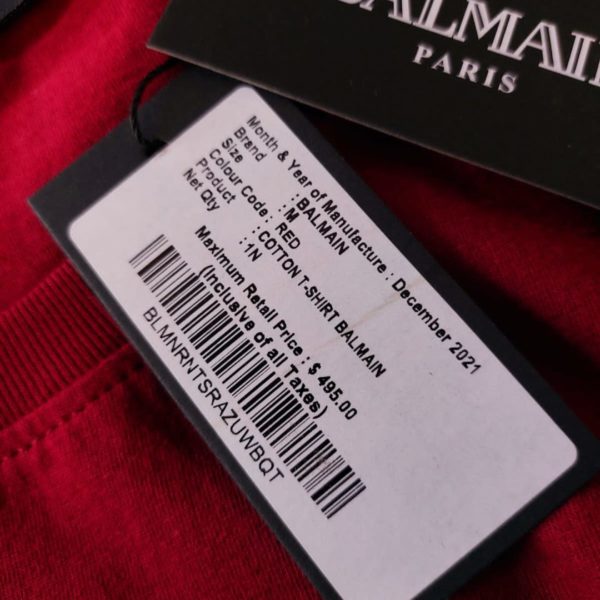 BALMAIN
PARIS
Month & Year of Manufacture : December 2021
Brand : BALMAIN
Size : M
Colour Code : RED
Product : COTTON T-SHIRT BALMAIN
Net Qty : 1N
Maximum Retail Price : $ 495.00
(Inclusive of all Taxes)
BLMNRNTSRAZUWBQT